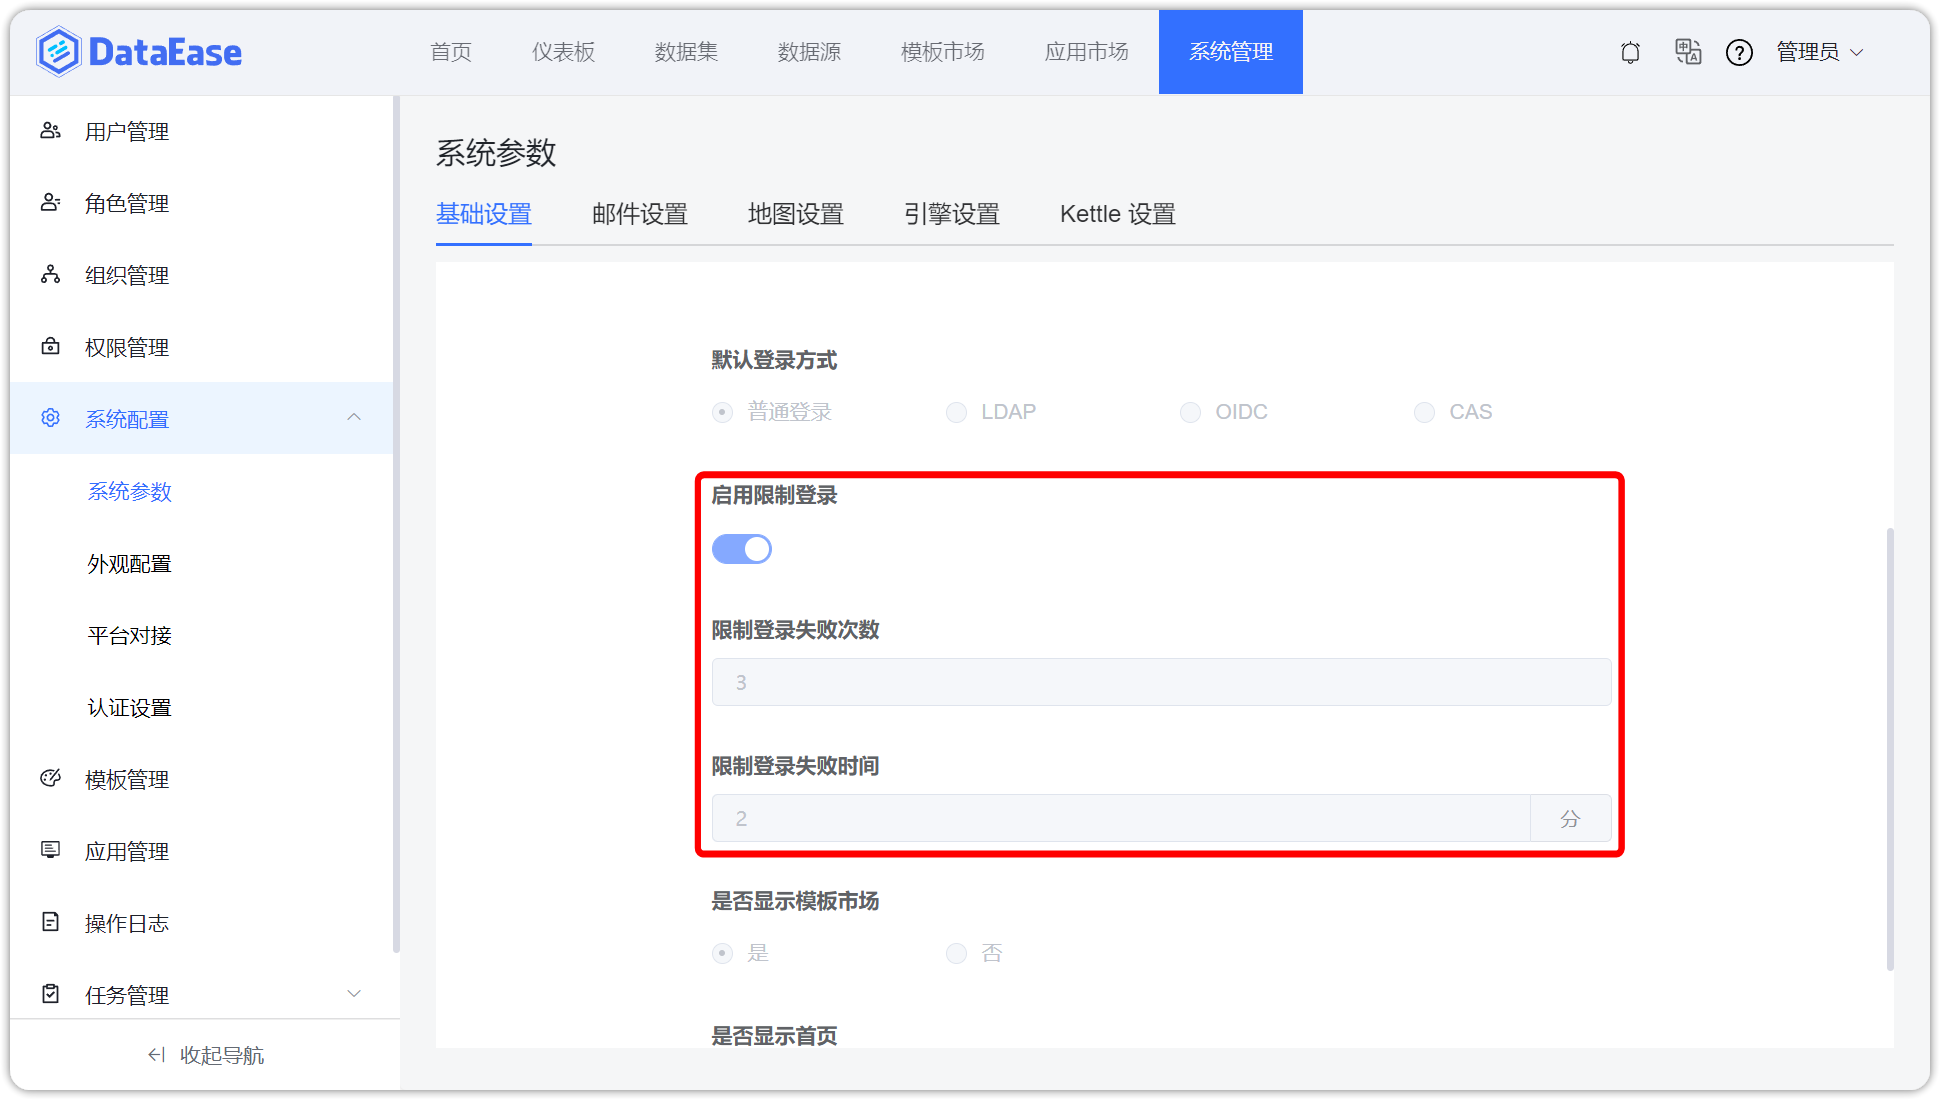 DataEase
首页
仪表板
数据集
数据源
模板市场
应用市场
系统管理
管理员
用户管理
角色管理
组织管理
权限管理
系统配置
系统参数
外观配置
平台对接
认证设置
模板管理
应用管理
操作日志
任务管理
收起导航
系统参数
基础设置
邮件设置
地图设置
引擎设置
Kettle 设置
默认登录方式
普通登录
LDAP
OIDC
CAS
启用限制登录
限制登录失败次数
3
限制登录失败时间
2
分
是否显示模板市场
是
否
是否显示首页